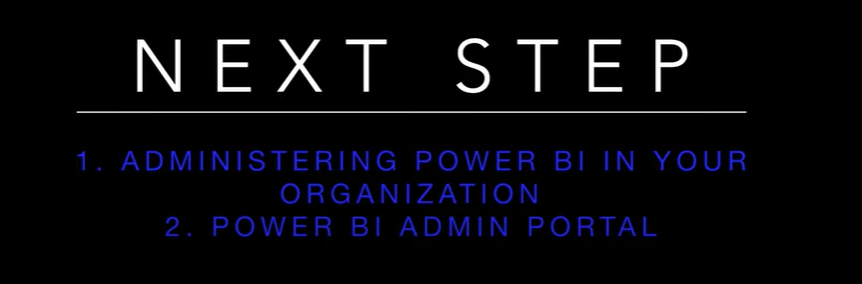 NEXT STEP
1. ADMINISTERING POWER BI IN YOUR
ORGANIZATION
2. POWER BI ADMIN PORTAL